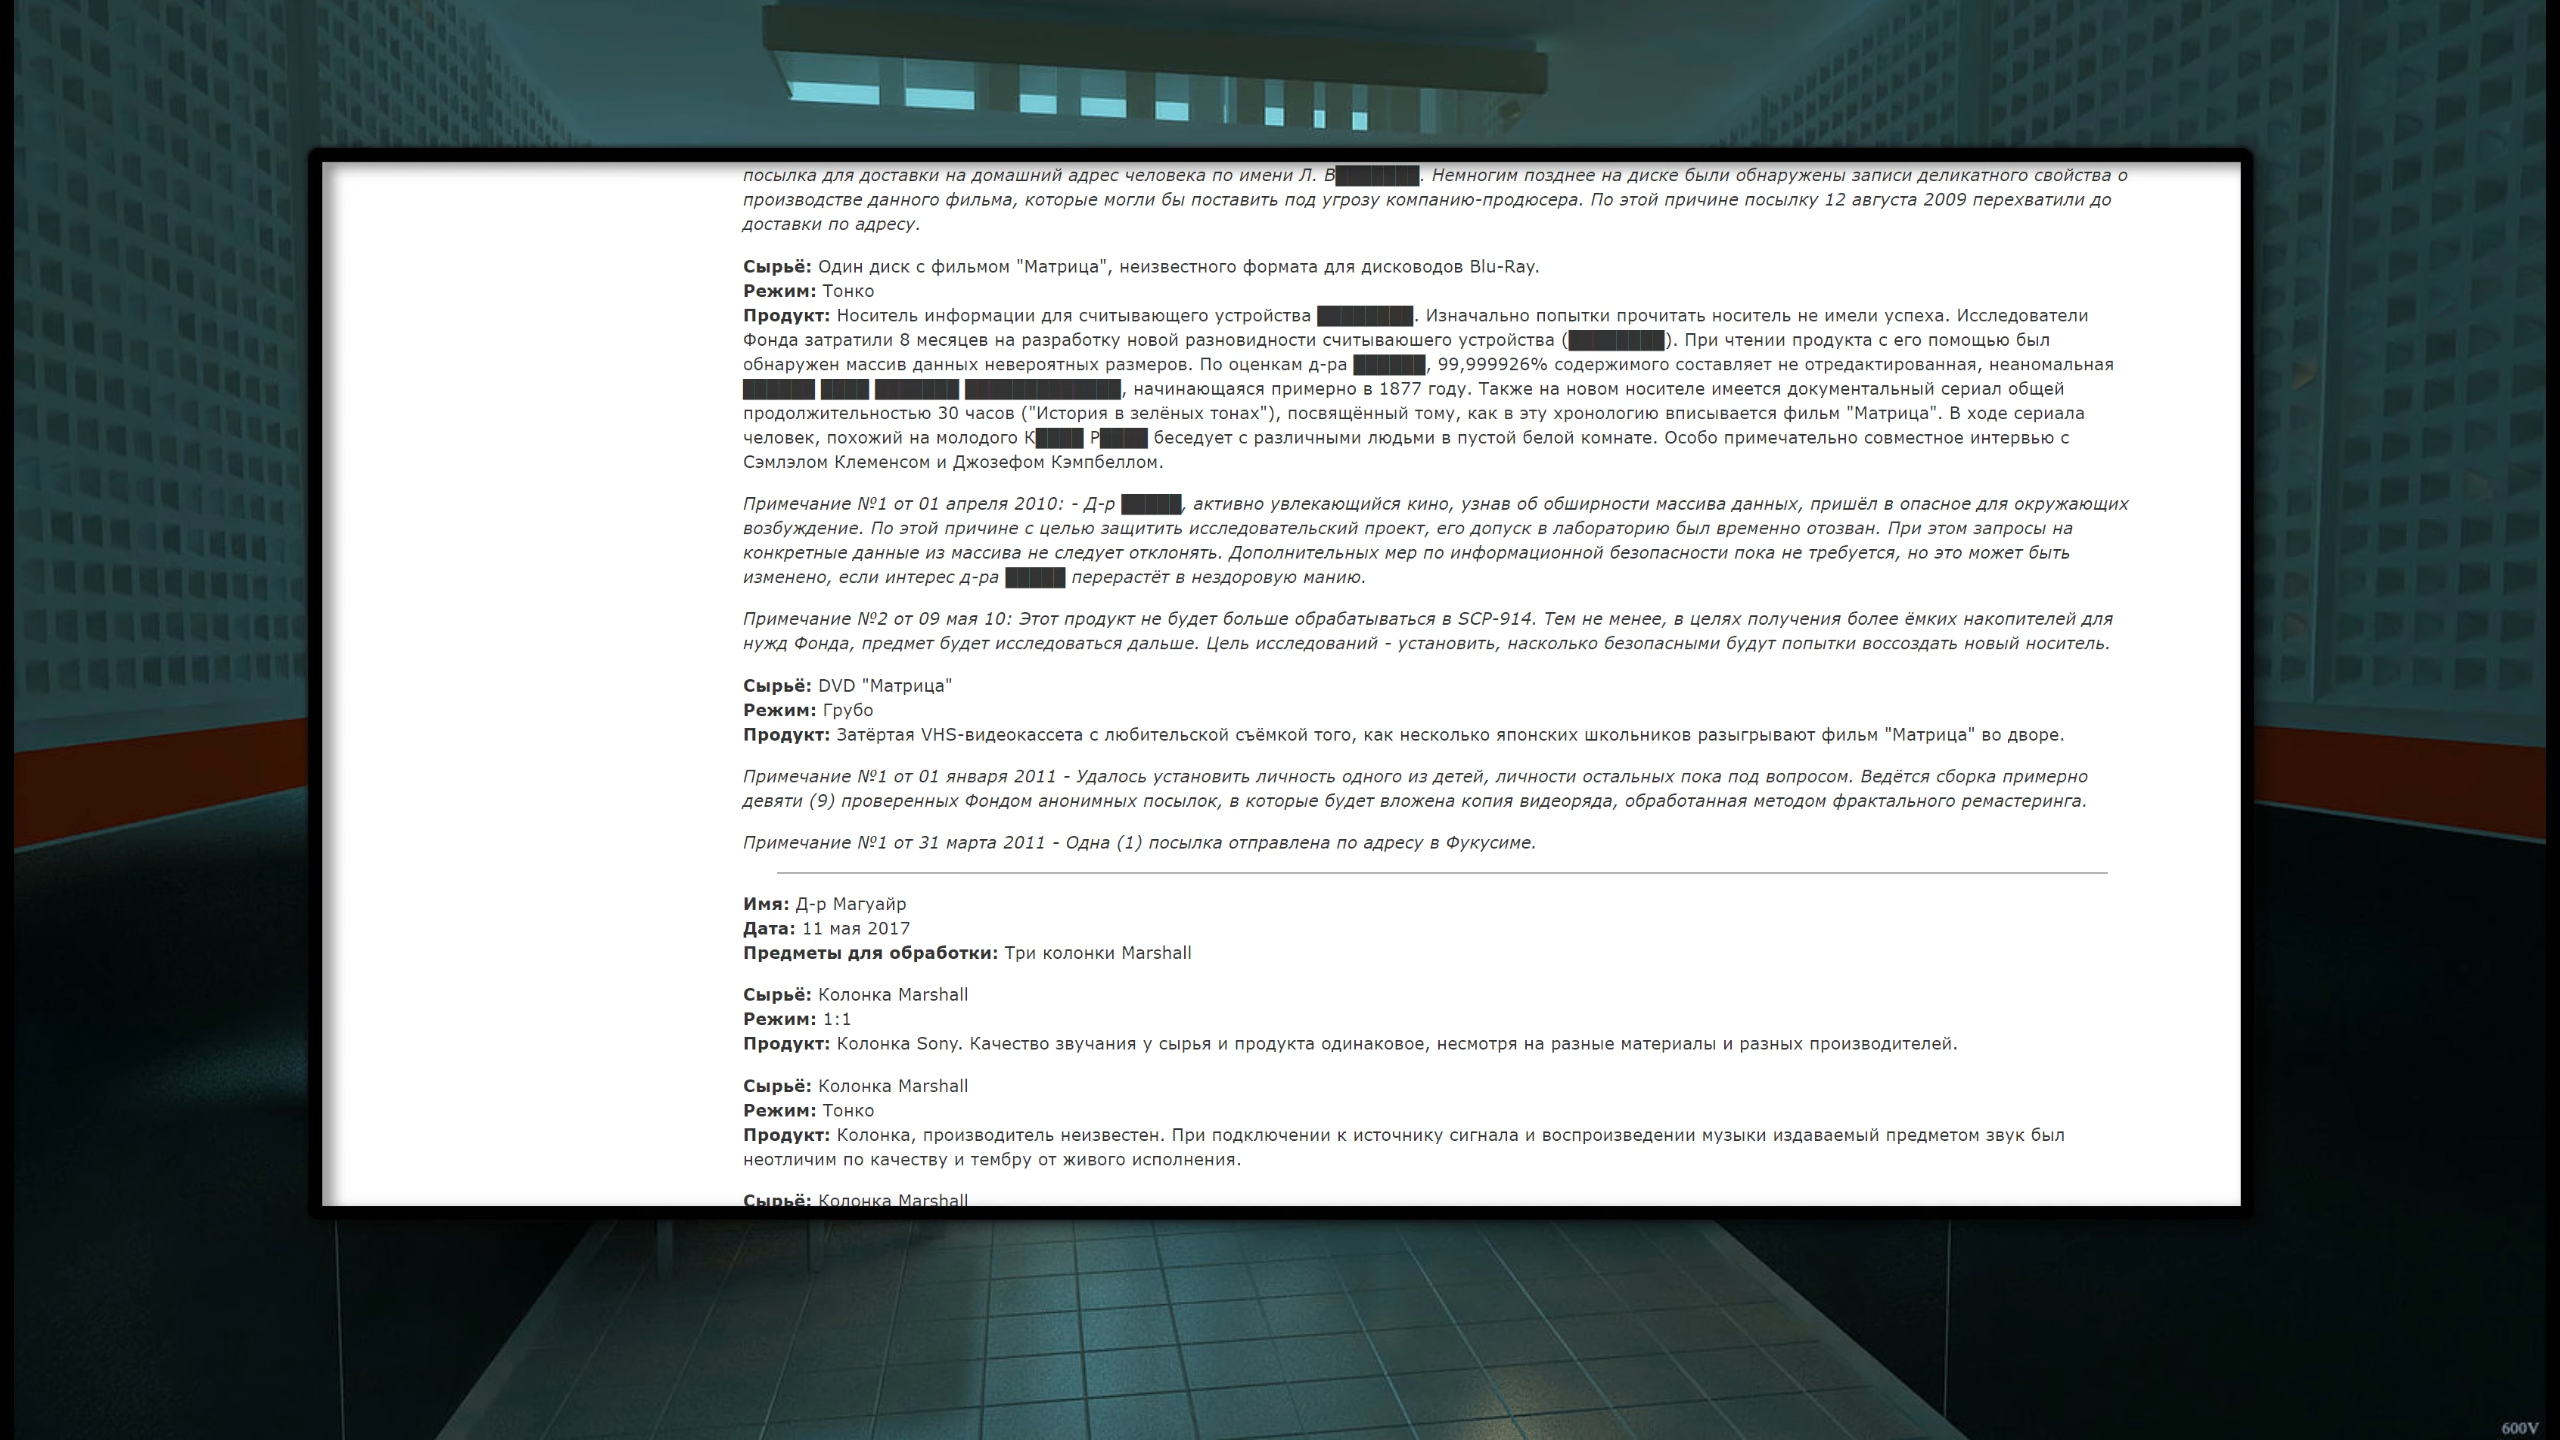 посылка для доставки на домашний адрес человека по имени Л. В███████. Немногим позднее на диске были обнаружены записи деликатного свойства о
производстве данного фильма, которые могли бы поставить под угрозу компанию-продюсера. По этой причине посылку 12 августа 2009 перехватили до
доставки по адресу.
Сырьё: Один диск с фильмом "Матрица", неизвестного формата для дисководов Blu-Ray.
Режим: Тонко
Продукт: Носитель информации для считывающего устройства ████████. Изначально попытки прочитать носитель не имели успеха. Исследователи
Фонда затратили 8 месяцев на разработку новой разновидности считываюшего устройства (████████). При чтении продукта с его помощью был
обнаружен массив данных невероятных размеров. По оценкам д-ра ██████, 99,999926% содержимого составляет не отредактированная, неаномальная
██████ ████ ███████ █████████████, начинающаяся примерно в 1877 году. Также на новом носителе имеется документальный сериал общей
продолжительностью 30 часов ("История в зелёных тонах"), посвящённый тому, как в эту хронологию вписывается фильм "Матрица". В ходе сериала
человек, похожий на молодого К████ Р████ беседует с различными людьми в пустой белой комнате. Особо примечательно совместное интервью с
Сэмлэлом Клеменсом и Джозефом Кэмпбеллом.
Примечание №1 от 01 апреля 2010: - Д-р █████, активно увлекающийся кино, узнав об обширности массива данных, пришёл в опасное для окружающих
возбуждение. По этой причине с целью защитить исследовательский проект, его допуск в лабораторию был временно отозван. При этом запросы на
конкретные данные из массива не следует отклонять. Дополнительных мер по информационной безопасности пока не требуется, но это может быть
изменено, если интерес д-ра █████ перерастёт в нездоровую манию.
Примечание №2 от 09 мая 10: Этот продукт не будет больше обрабатываться в SCP-914. Тем не менее, в целях получения более ёмких накопителей для
нужд Фонда, предмет будет исследоваться дальше. Цель исследований - установить, насколько безопасными будут попытки воссоздать новый носитель.
Сырьё: DVD "Матрица"
Режим: Грубо
Продукт: Затёртая VHS-видеокассета с любительской съёмкой того, как несколько японских школьников разыгрывают фильм "Матрица" во дворе.
Примечание №1 от 01 января 2011 - Удалось установить личность одного из детей, личности остальных пока под вопросом. Ведётся сборка примерно
девяти (9) проверенных Фондом анонимных посылок, в которые будет вложена копия видеоряда, обработанная методом фрактального ремастеринга.
Примечание №1 от 31 марта 2011 - Одна (1) посылка отправлена по адресу в Фукусиме.
Имя: Д-р Магуайр
Дата: 11 мая 2017
Предметы для обработки: Три колонки Marshall
Сырьё: Колонка Marshall
Режим: 1:1
Продукт: Колонка Sony. Качество звучания у сырья и продукта одинаковое, несмотря на разные материалы и разных производителей.
Сырьё: Колонка Marshall
Режим: Тонко
Продукт: Колонка, производитель неизвестен. При подключении к источнику сигнала и воспроизведении музыки издаваемый предметом звук был
неотличим по качеству и тембру от живого исполнения.
Сырьё: Колонка Marshall
600V